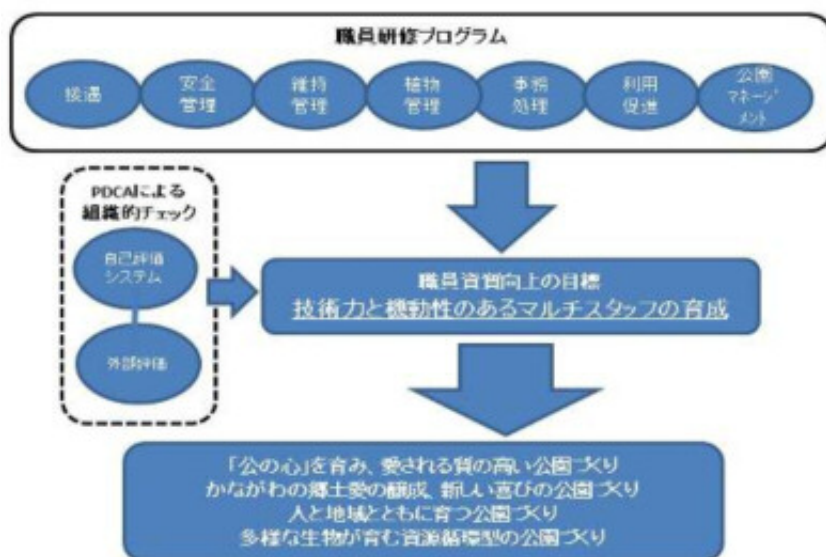 職員研修プログラム
接遇
安全
管理
維持
管理
植物
管理
事務
処理
利用
促進
公園
マネージ
メント
PDCAによる
組織的チェック
自己評価
システム
外部評価
職員資質向上の目標
技術力と機動性のあるマルチスタッフの育成
「公の心」を育み、愛される質の高い公園づくり
かながわの郷土愛の醸成、新しい喜びの公園づくり
人と地域とともに育つ公園づくり
多様な生物が育む資源循環型の公園づくり